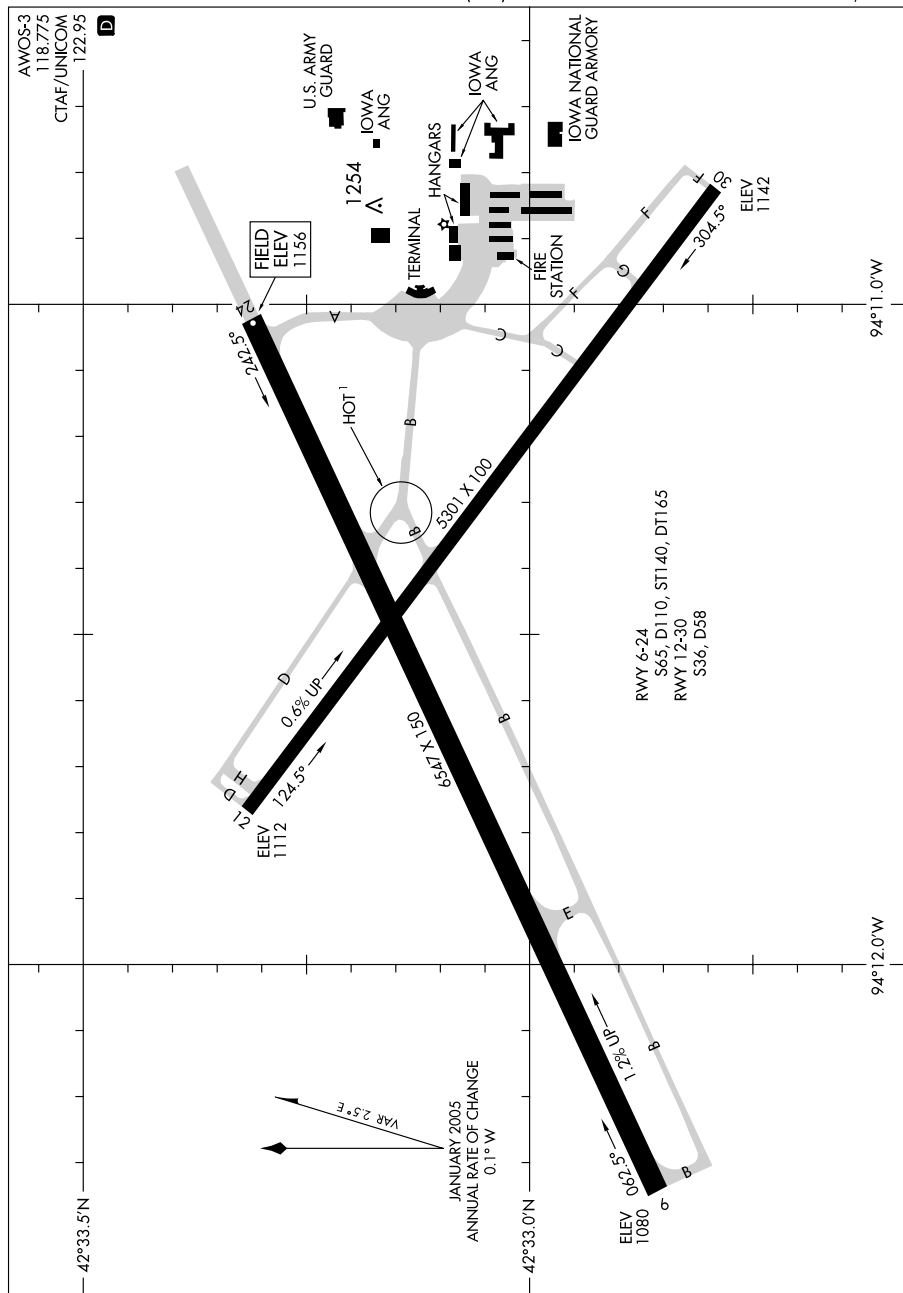 AWOS-3
118.775
CTAF/UNICOM
122.95
D
U.S. ARMY
GUARD
IOWA
ANG
1254
HANGARS
IOWA
ANG
IOWA NATIONAL
GUARD ARMORY
TERMINAL
FIRE
STATION
FIELD
ELEV
1156
24
242.5°
A
HOT 1
B
B
C
C
F
G
F
F
30
304.5°
ELEV
1142
5301 X 100
D
0.6% UP
D
H
12
124.5°
ELEV
1112
6547 X 150
B
E
B
1.2% UP
B
062.5°
6
ELEV
1080
RWY 6-24
S65, D110, ST140, DT165
RWY 12-30
S36, D58
VAR 2.5° E
JANUARY 2005
ANNUAL RATE OF CHANGE
0.1° W
42°33.5'N
42°33.0'N
94°11.0'W
94°12.0'W